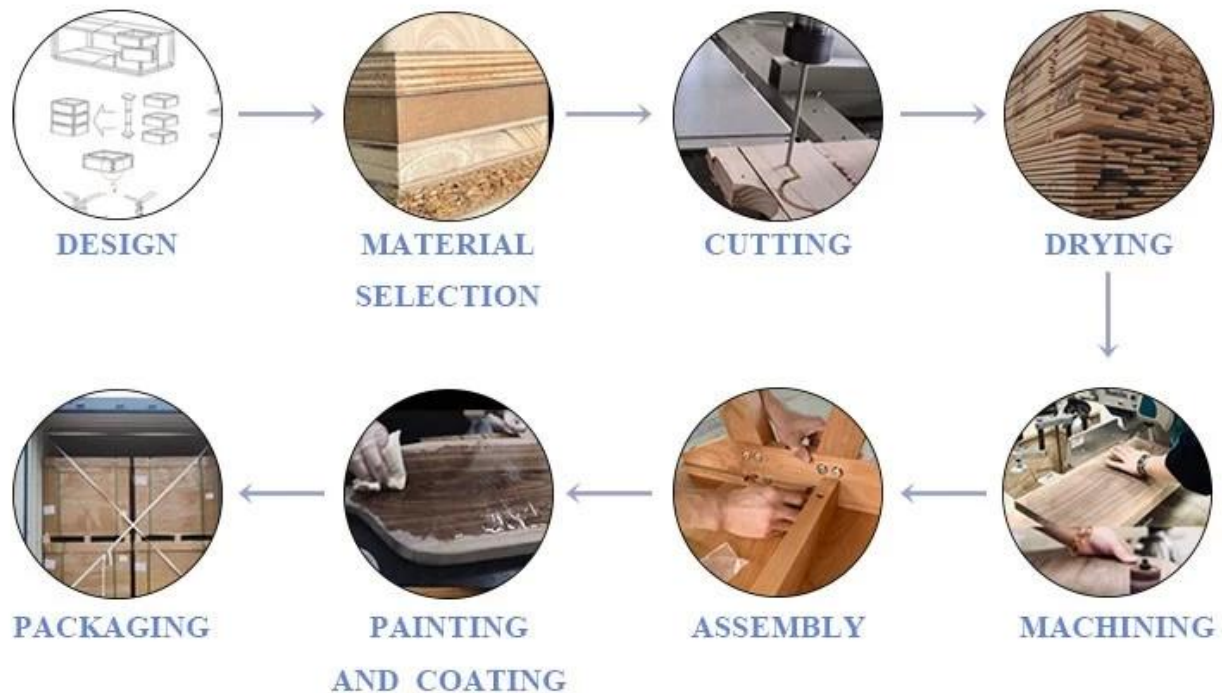 DESIGN
MATERIAL
SELECTION
CUTTING
DRYING
MACHINING
ASSEMBLY
PAINTING
AND COATING
PACKAGING